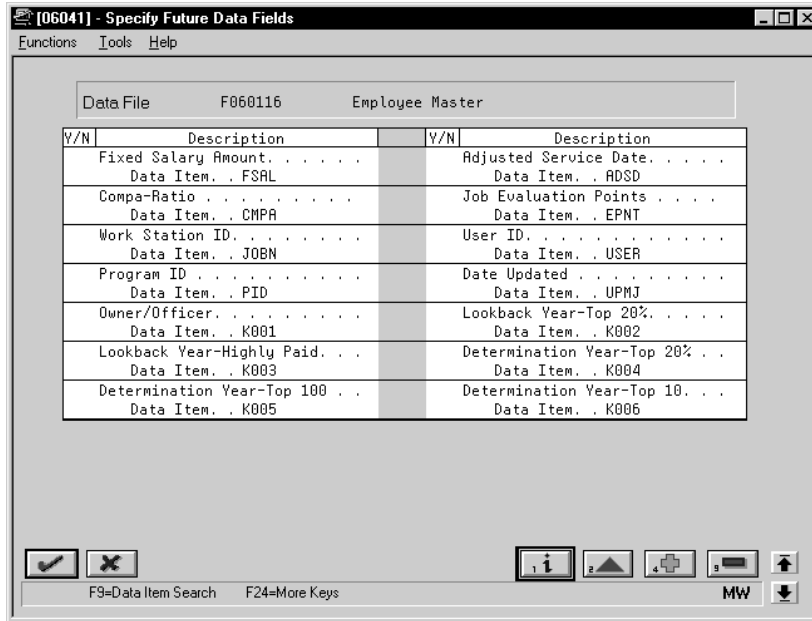 [06041] - Specify Future Data Fields
Functions Tools Help
Data File F060116 Employee Master
Y/N Description Y/N Description
Fixed Salary Amount. . . . . . Adjusted Service Date. . . . .
Data Item. . FSAL Data Item. . ADSD
Compa-Ratio . . . . . . . . . Job Evaluation Points . . . .
Data Item. . CMPA Data Item. . EPNT
Work Station ID. . . . . . . . User ID. . . . . . . . . . . .
Data Item. . JOBN Data Item. . USER
Program ID . . . . . . . . . . Date Updated . . . . . . . . .
Data Item. . PID Data Item. . UPMJ
Owner/Officer. . . . . . . . . Lookback Year-Top 20%. . . . .
Data Item. . K001 Data Item. . K002
Lookback Year-Highly Paid. . . Determination Year-Top 20% . .
Data Item. . K003 Data Item. . K004
Determination Year-Top 100 . . Determination Year-Top 10. . .
Data Item. . K005 Data Item. . K006
1 i 2 4 9
F9=Data Item Search F24=More Keys MW